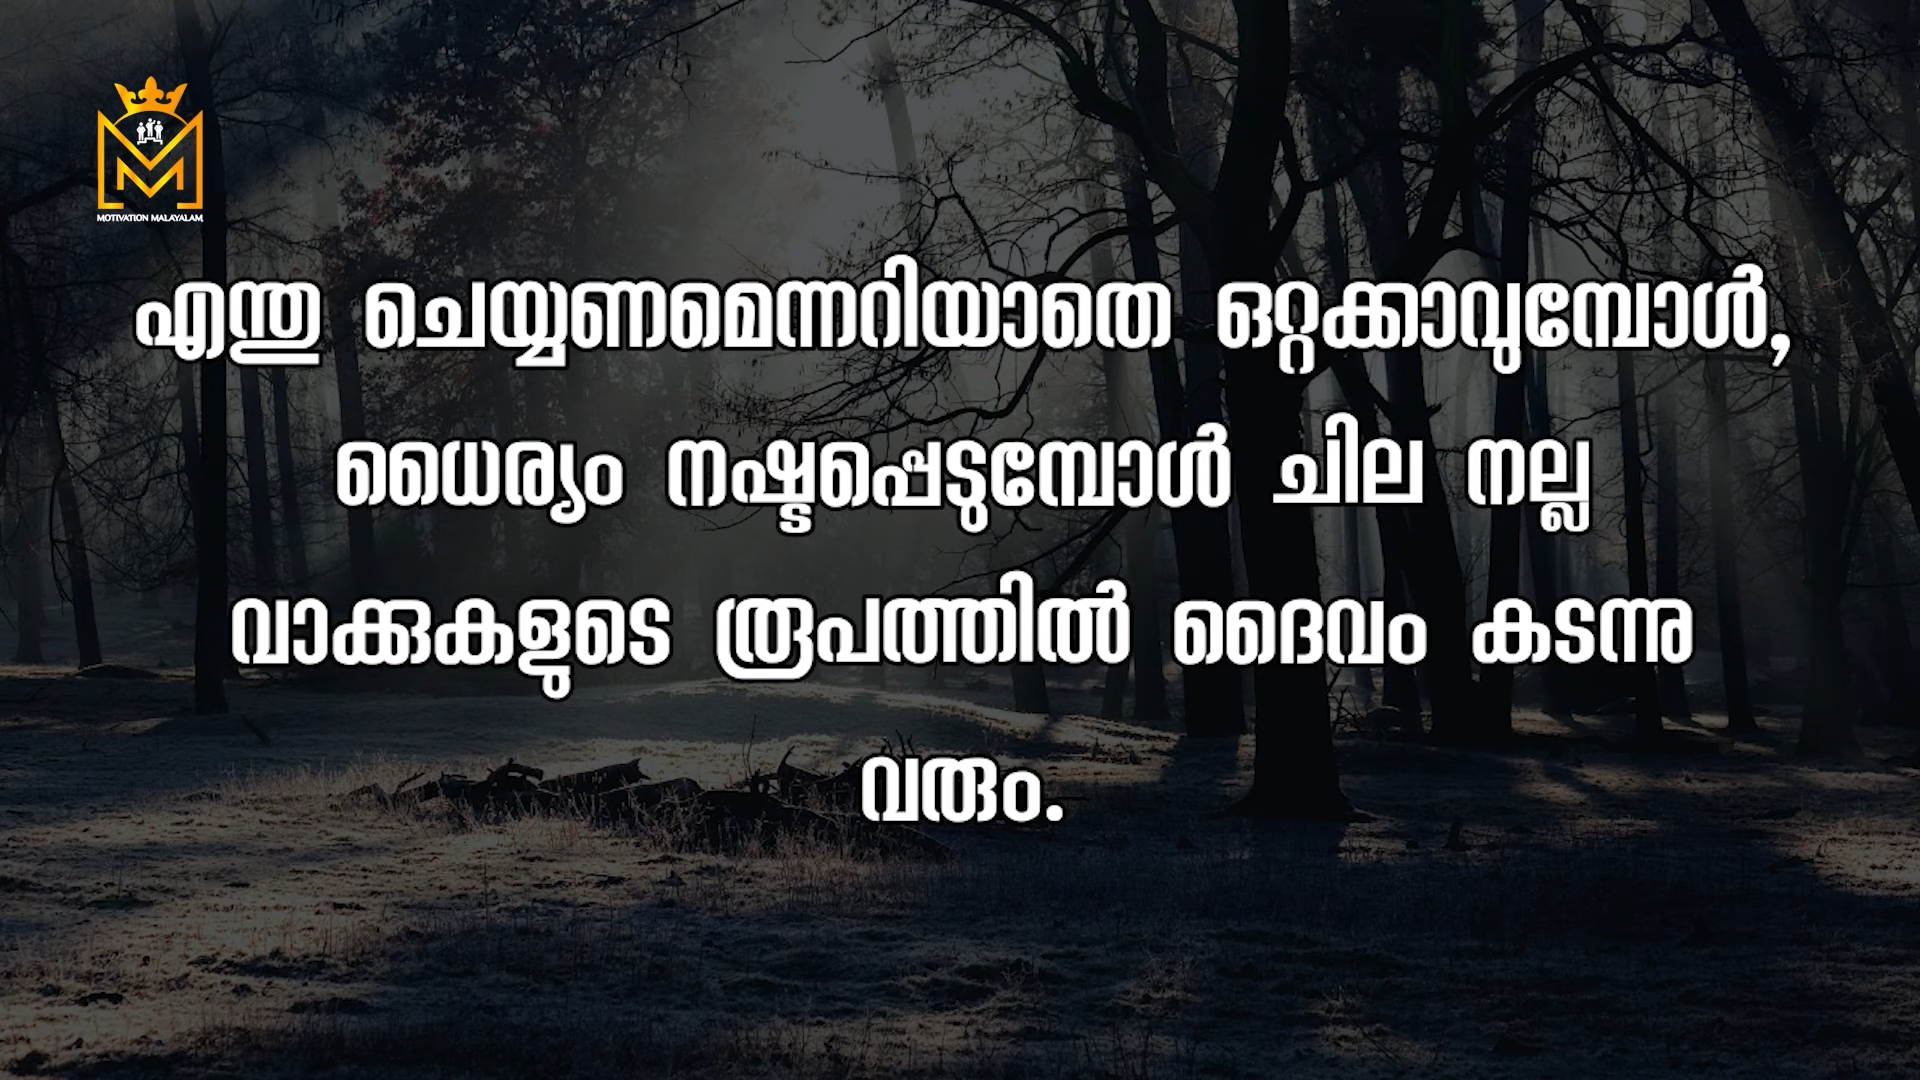 MOTIVATION MALAYALAM
എന്തു ചെയ്യണമെന്നറിയാതെ ഒറ്റക്കാവുമ്പോൾ,
ധൈര്യം നഷ്ടപ്പെടുമ്പോൾ ചില നല്ല
വാക്കുകളുടെ രൂപത്തിൽ ദൈവം കടന്നു
വരും.